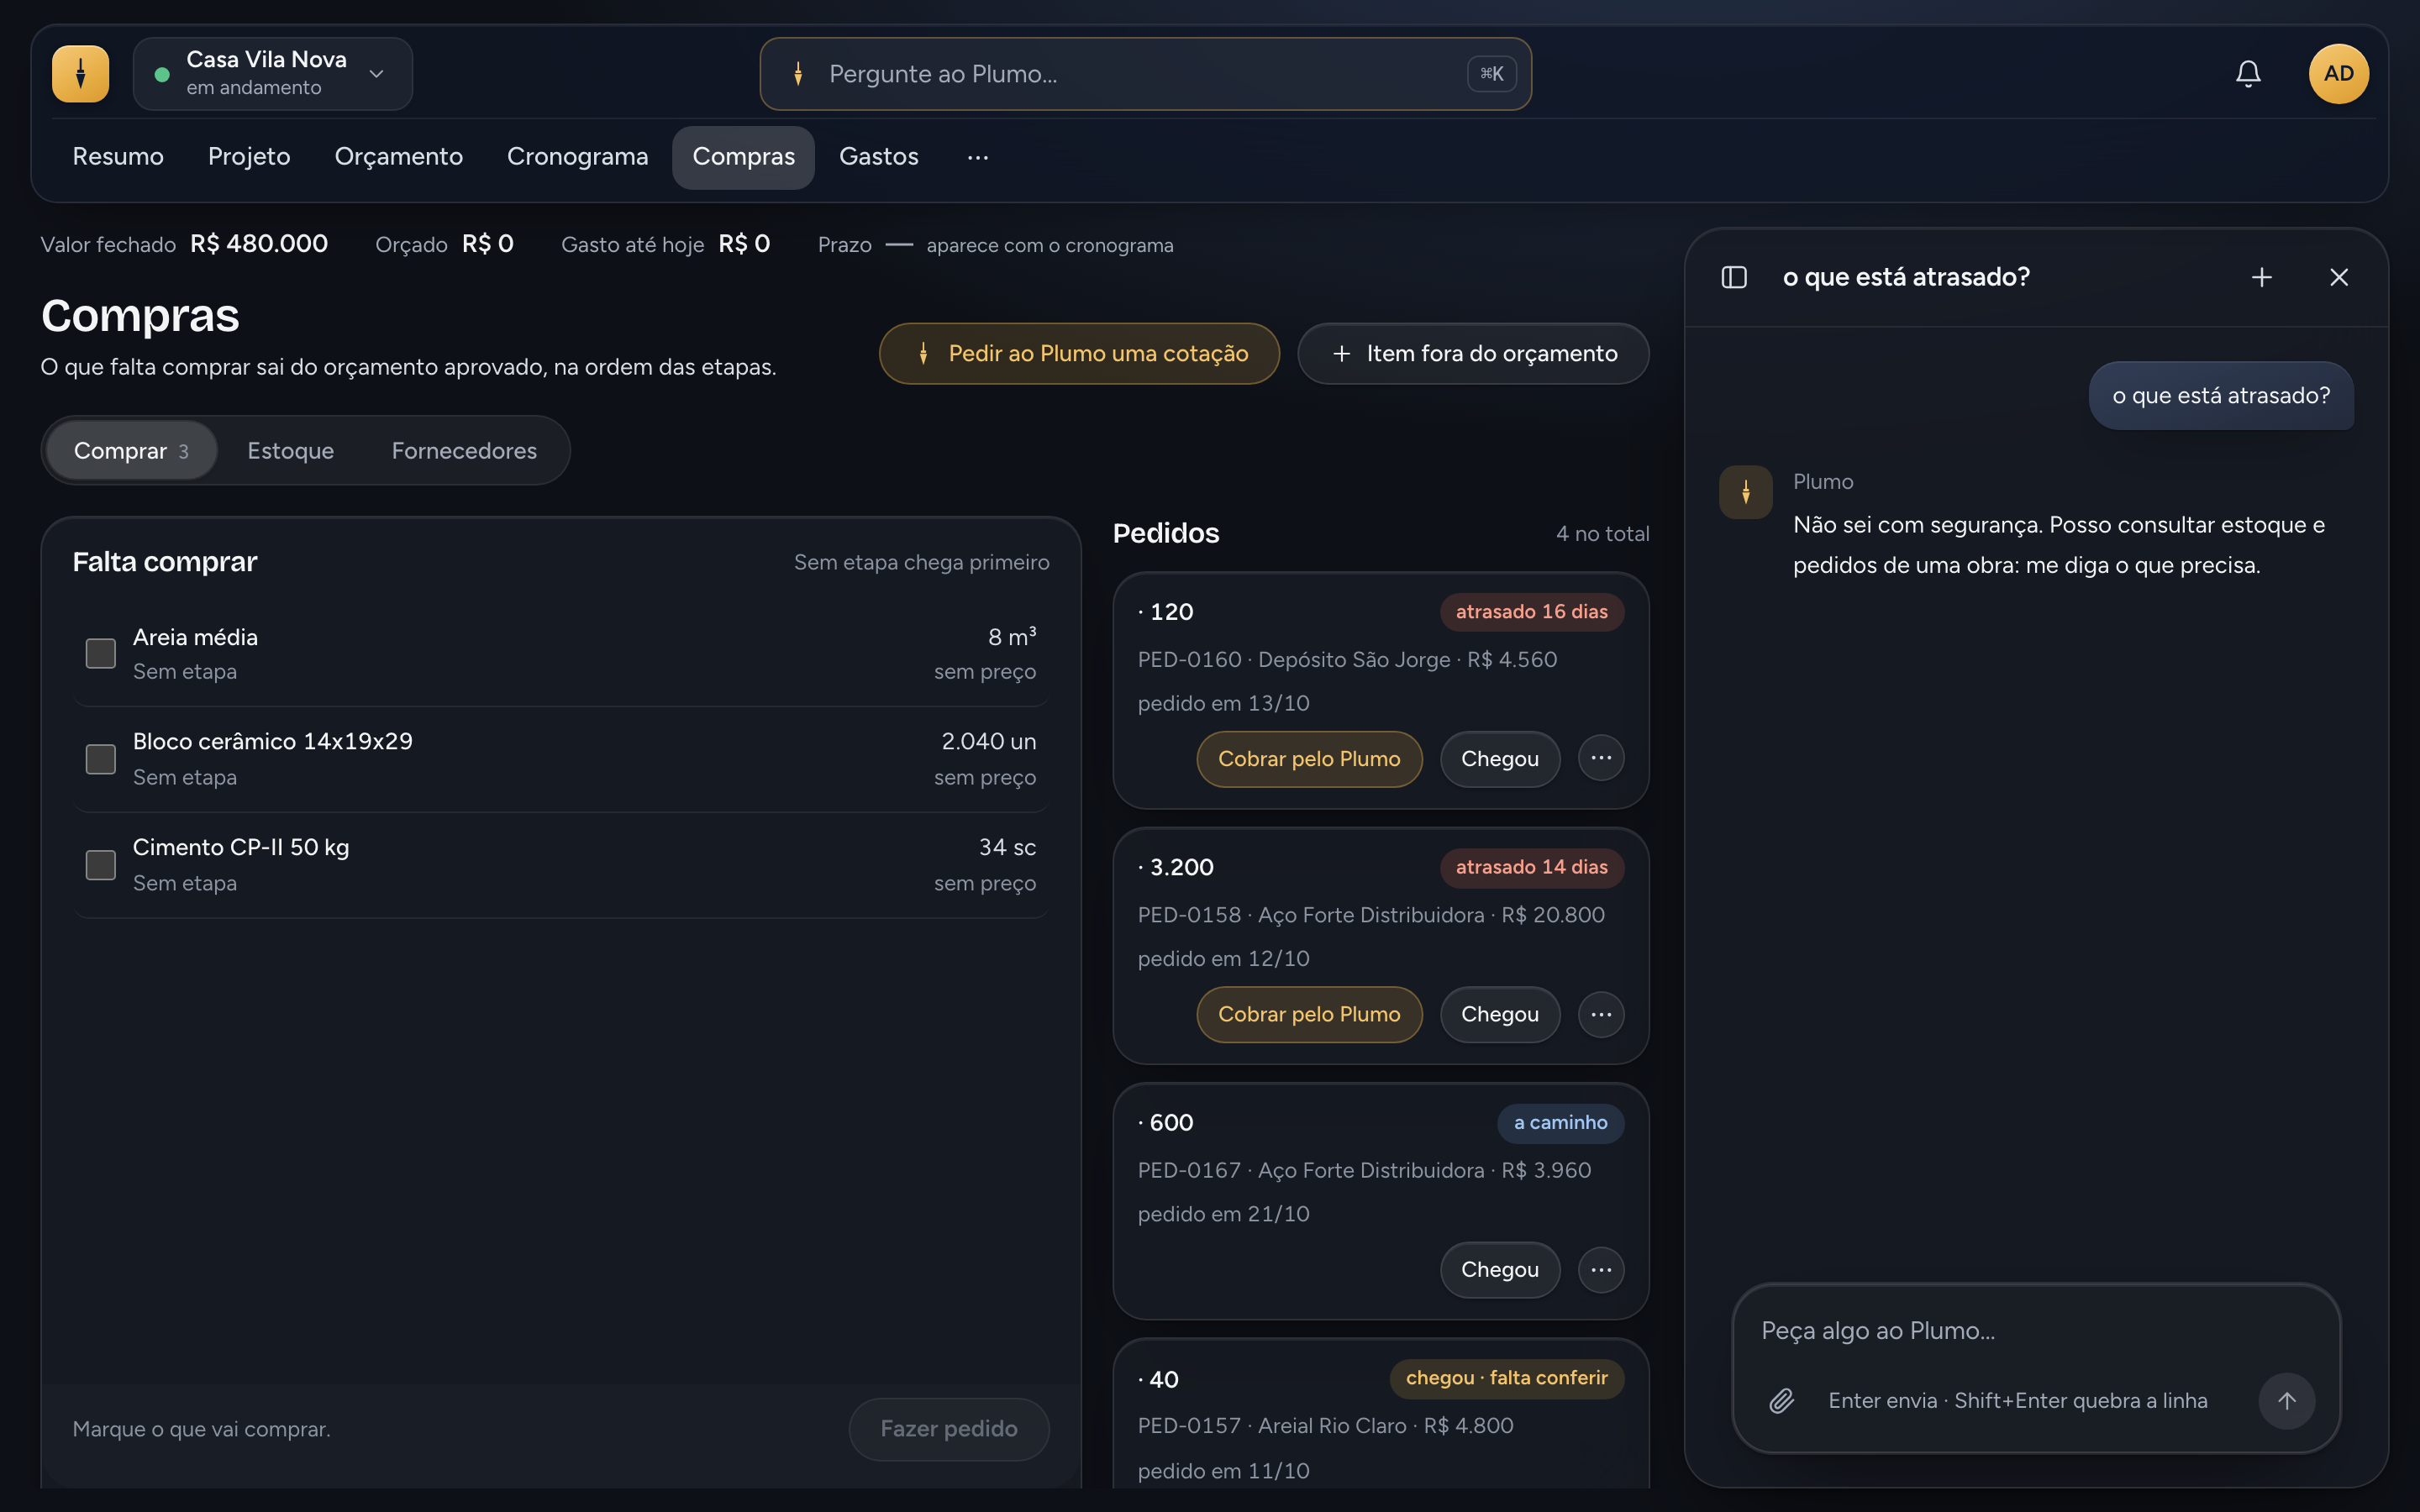 Casa Vila Nova
em andamento
Pergunte ao Plumo...
⌘K
AD
Resumo
Projeto
Orçamento
Cronograma
Compras
Gastos
...
Valor fechado R$ 480.000
Orçado R$ 0
Gasto até hoje R$ 0
Prazo — aparece com o cronograma
Compras
O que falta comprar sai do orçamento aprovado, na ordem das etapas.
Pedir ao Plumo uma cotação
+ Item fora do orçamento
Comprar 3
Estoque
Fornecedores
Falta comprar
Sem etapa chega primeiro
Areia média
8 m³
Sem etapa
sem preço
Bloco cerâmico 14x19x29
2.040 un
Sem etapa
sem preço
Cimento CP-II 50 kg
34 sc
Sem etapa
sem preço
Marque o que vai comprar.
Fazer pedido
Pedidos
4 no total
· 120
atrasado 16 dias
PED-0160 · Depósito São Jorge · R$ 4.560
pedido em 13/10
Cobrar pelo Plumo
Chegou
...
· 3.200
atrasado 14 dias
PED-0158 · Aço Forte Distribuidora · R$ 20.800
pedido em 12/10
Cobrar pelo Plumo
Chegou
...
· 600
a caminho
PED-0167 · Aço Forte Distribuidora · R$ 3.960
pedido em 21/10
Chegou
...
· 40
chegou · falta conferir
PED-0157 · Areial Rio Claro · R$ 4.800
pedido em 11/10
o que está atrasado?
o que está atrasado?
Plumo
Não sei com segurança. Posso consultar estoque e
pedidos de uma obra: me diga o que precisa.
Peça algo ao Plumo...
Enter envia · Shift+Enter quebra a linha